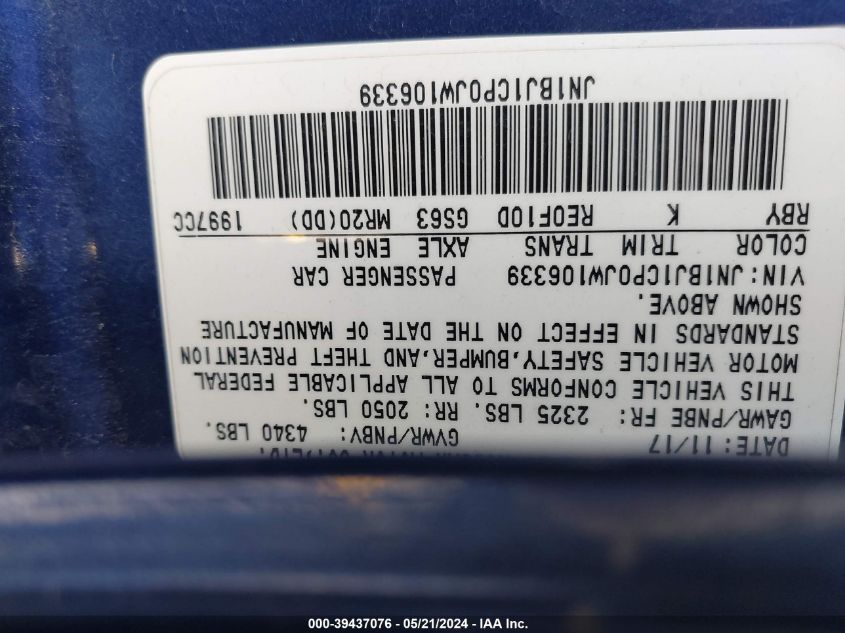 DATE: 11/17 GVWR/PNBV: 4340 LBS.
GAWR/PNBE FR: 2325 LBS. RR: 2050 LBS.
THIS VEHICLE CONFORMS TO ALL APPLICABLE FEDERAL
MOTOR VEHICLE SAFETY,BUMPER,AND THEFT PREVENTION
STANDARDS IN EFFECT ON THE DATE OF MANUFACTURE
SHOWN ABOVE.
VIN:JN1BJ1CP0JW106339 PASSENGER CAR
COLOR TRIM TRANS AXLE ENGINE
RBY K RE0F10D GS63 MR20(DD) 1997CC
JN1BJ1CP0JW106339
000-39437076 - 05/21/2024 - IAA Inc.